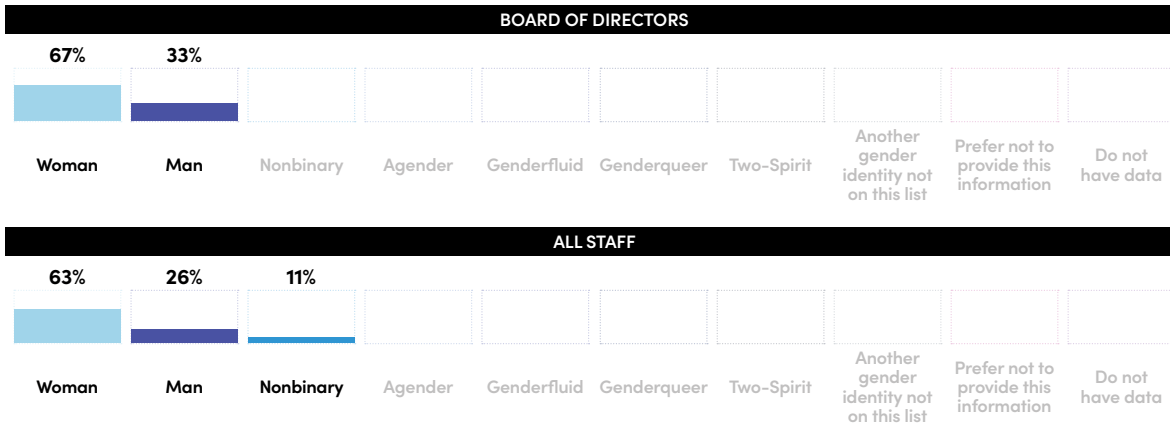 BOARD OF DIRECTORS
67% 33%
Woman Man Nonbinary Agender Genderfluid Genderqueer Two-Spirit Another gender identity not on this list Prefer not to provide this information Do not have data
ALL STAFF
63% 26% 11%
Woman Man Nonbinary Agender Genderfluid Genderqueer Two-Spirit Another gender identity not on this list Prefer not to provide this information Do not have data